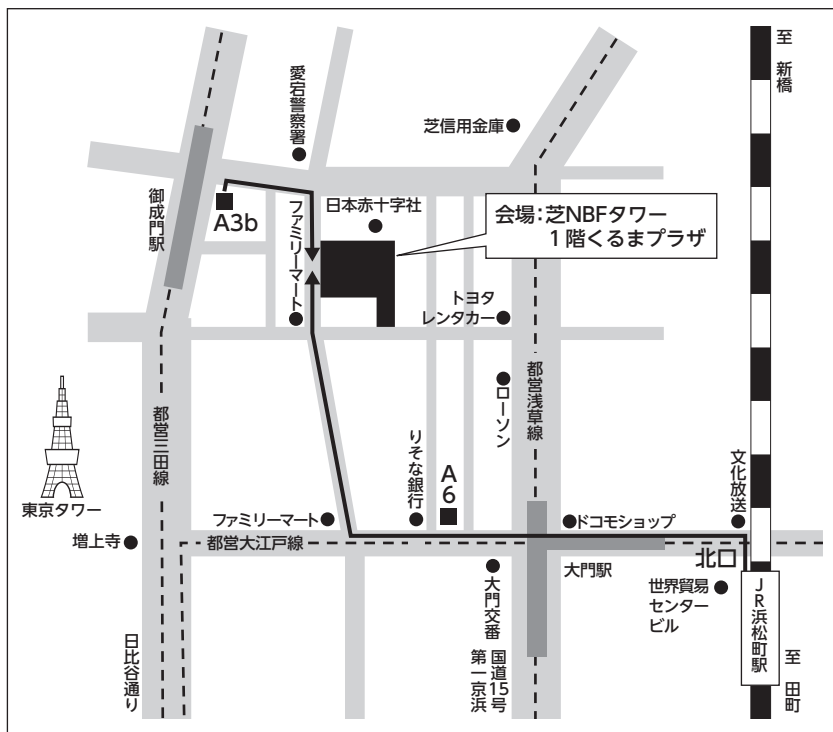 至 新橋
愛宕警察署
芝信用金庫
御成門駅
A3b
ファミリーマート
日本赤十字社
会場：芝NBFタワー
1階くるまプラザ
トヨタ
レンタカー
都営浅草線
ローソン
都営三田線
東京タワー
りそな銀行
A
6
文化放送
ファミリーマート
ドコモショップ
増上寺
都営大江戸線
北口
大門駅
大門交番
世界貿易
センター
ビル
JR浜松町駅
日比谷通り
国道15号
第一京浜
至 田町